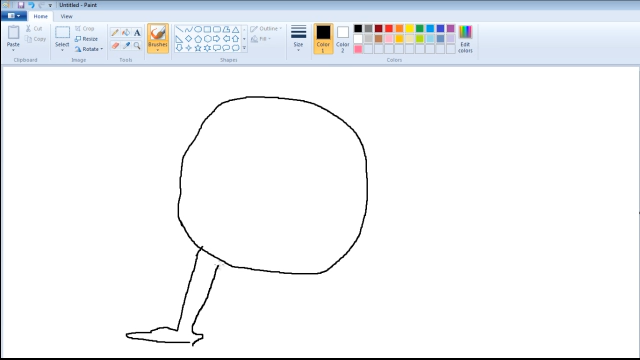 Untitled - Paint
Home View
Paste
Cut
Copy
Clipboard
Select
Crop
Resize
Rotate
Image
Tools
Brushes
Shapes
Outline
Fill
Size
Color
1
Color
2
Colors
Edit
colors